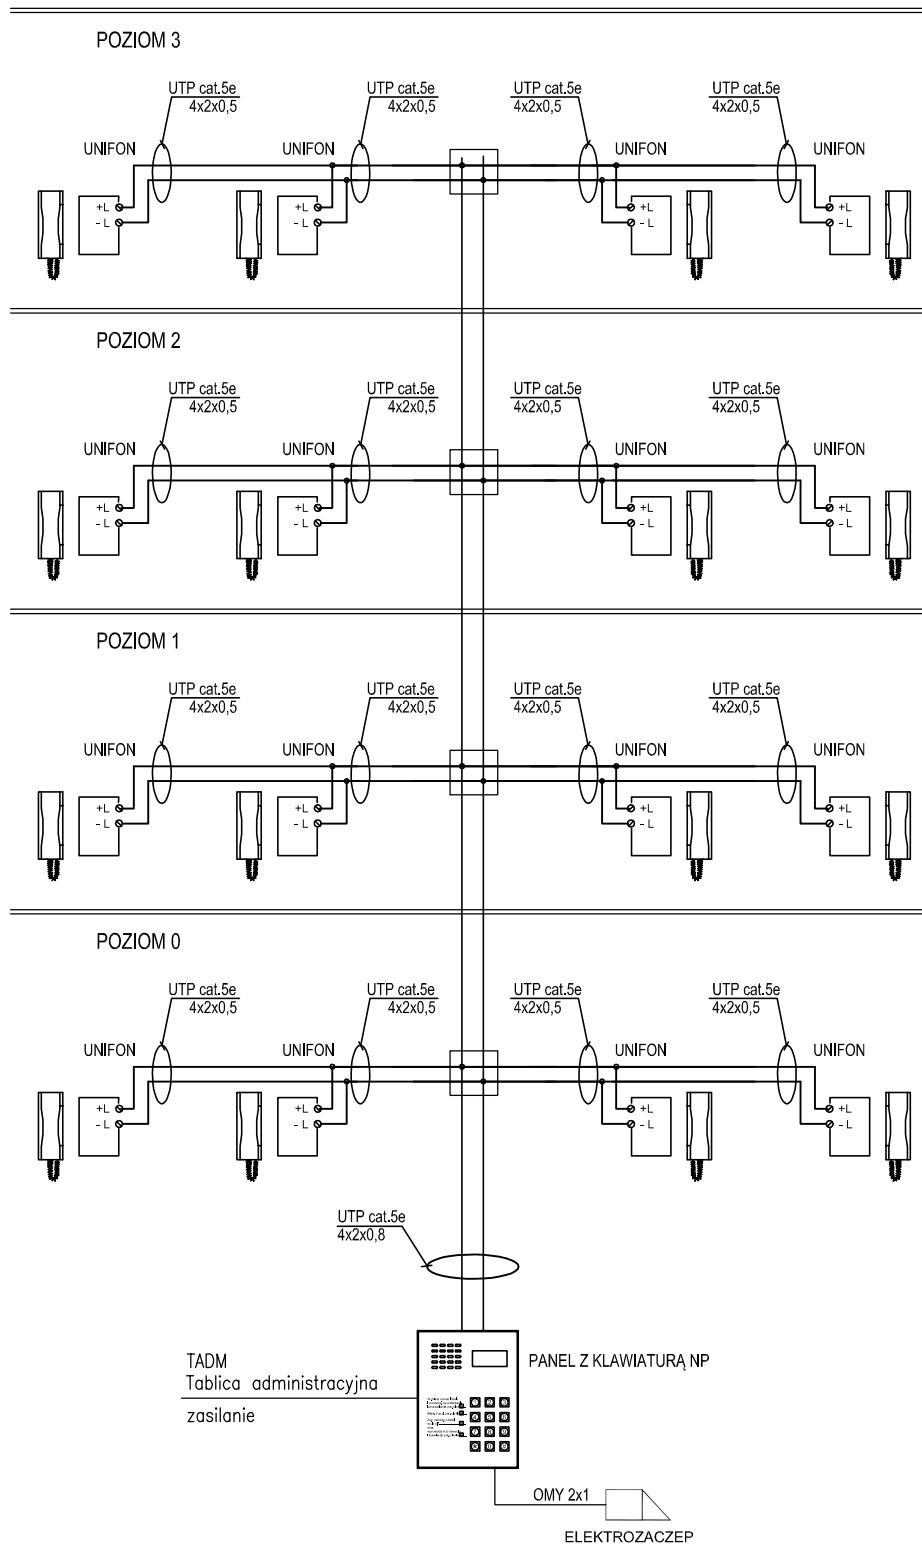 POZIOM 3
UTP cat.5e
4x2x0,5
UTP cat.5e
4x2x0,5
UTP cat.5e
4x2x0,5
UTP cat.5e
4x2x0,5
UNIFON
UNIFON
UNIFON
UNIFON
+L
- L
+L
- L
+L
- L
+L
- L
POZIOM 2
UTP cat.5e
4x2x0,5
UTP cat.5e
4x2x0,5
UTP cat.5e
4x2x0,5
UTP cat.5e
4x2x0,5
UNIFON
UNIFON
UNIFON
UNIFON
+L
- L
+L
- L
+L
- L
+L
- L
POZIOM 1
UTP cat.5e
4x2x0,5
UTP cat.5e
4x2x0,5
UTP cat.5e
4x2x0,5
UTP cat.5e
4x2x0,5
UNIFON
UNIFON
UNIFON
UNIFON
+L
- L
+L
- L
+L
- L
+L
- L
POZIOM 0
UTP cat.5e
4x2x0,5
UTP cat.5e
4x2x0,5
UTP cat.5e
4x2x0,5
UTP cat.5e
4x2x0,5
UNIFON
UNIFON
UNIFON
UNIFON
+L
- L
+L
- L
+L
- L
+L
- L
UTP cat.5e
4x2x0,8
TADM
Tablica administracyjna
zasilanie
PANEL Z KLAWIATURĄ NP
OMY 2x1
ELEKTROZACZEP